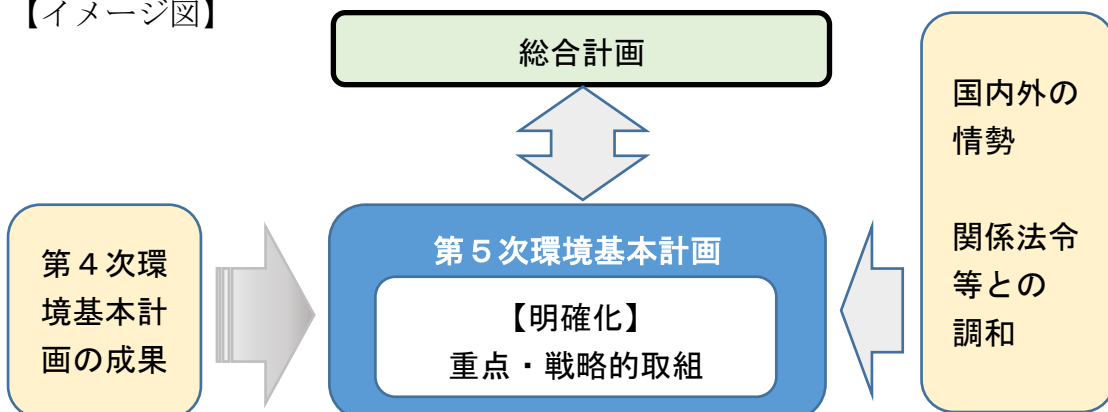 【イメージ図】
総合計画
国内外の
情勢
関係法令
等との
調和
第４次環
境基本計
画の成果
第５次環境基本計画
【明確化】
重点・戦略的取組